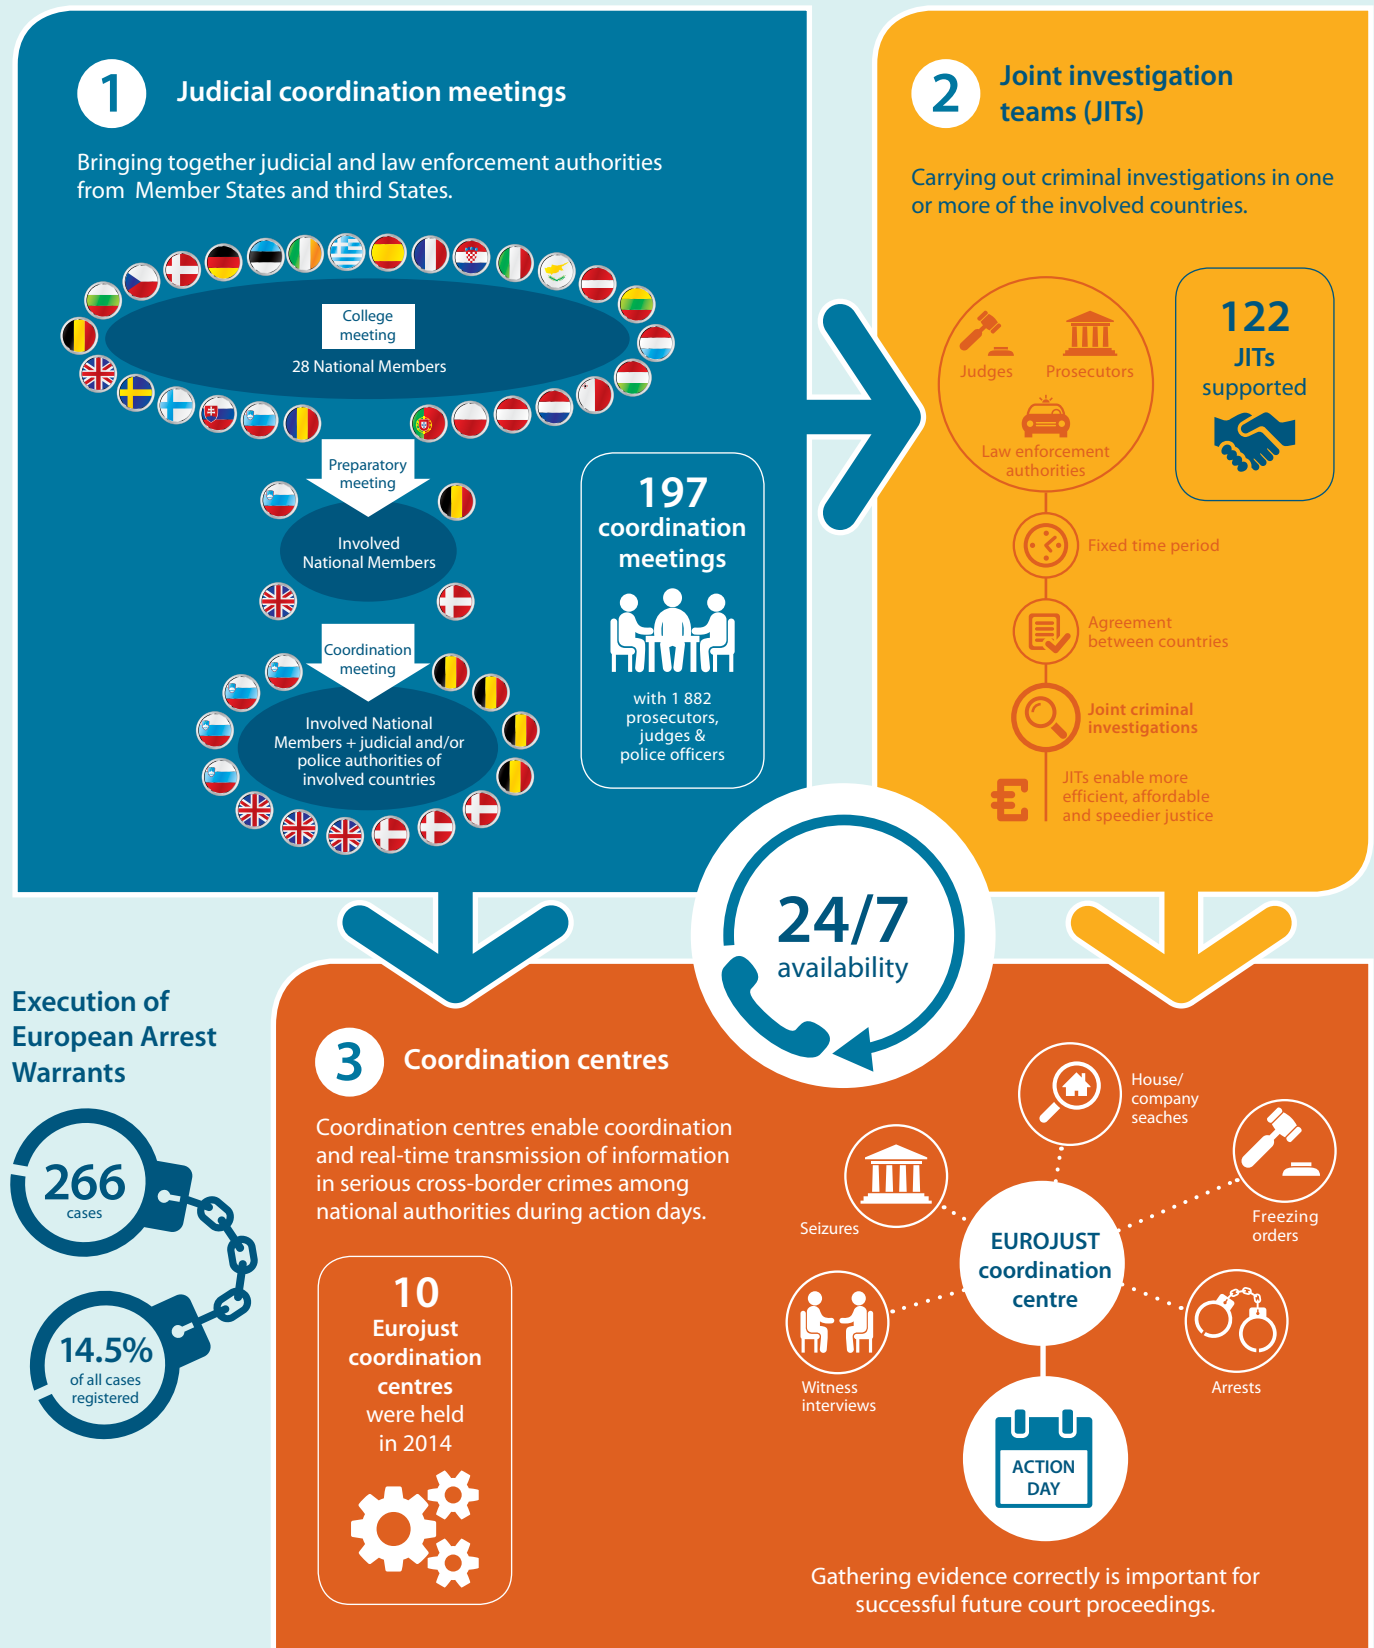 1
Judicial coordination meetings
Bringing together judicial and law enforcement authorities
from Member States and third States.
College
meeting
28 National Members
Preparatory
meeting
Involved
National Members
Coordination
meeting
Involved National
Members + judicial and/or
police authorities of
involved countries
197
coordination
meetings
with 1 882
prosecutors,
judges &
police officers
2
Joint investigation
teams (JITs)
Carrying out criminal investigations in one
or more of the involved countries.
Judges
Prosecutors
Law enforcement
authorities
122
JITs
supported
Fixed time period
Agreement
between countries
Joint criminal
investigations
JITs enable more
efficient, affordable
and speedier justice
24/7
availability
Execution of
European Arrest
Warrants
266
cases
14.5%
of all cases
registered
3
Coordination centres
Coordination centres enable coordination
and real-time transmission of information
in serious cross-border crimes among
national authorities during action days.
10
Eurojust
coordination
centres
were held
in 2014
House/
company
seaches
Seizures
Freezing
orders
EUROJUST
coordination
centre
Witness
interviews
Arrests
ACTION
DAY
Gathering evidence correctly is important for
successful future court proceedings.